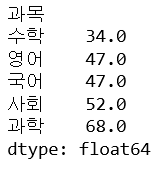 과목
수학    34.0
영어    47.0
국어    47.0
사회    52.0
과학    68.0
dtype: float64